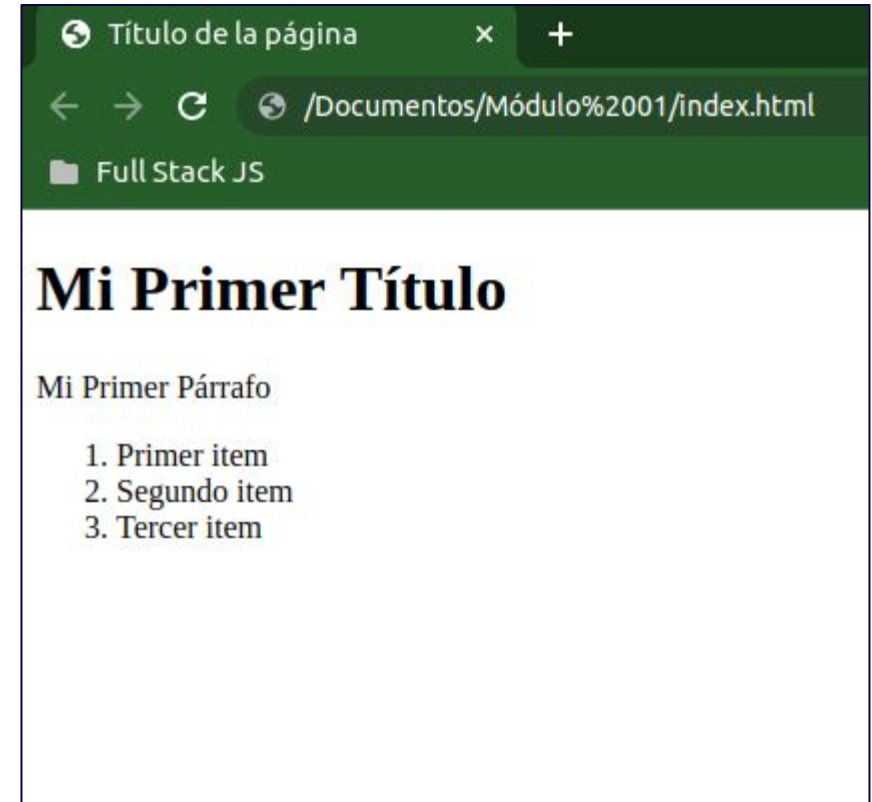 Título de la página
/Documentos/Módulo%2001/index.html
Full Stack JS
Mi Primer Título
Mi Primer Párrafo
1. Primer item
2. Segundo item
3. Tercer item